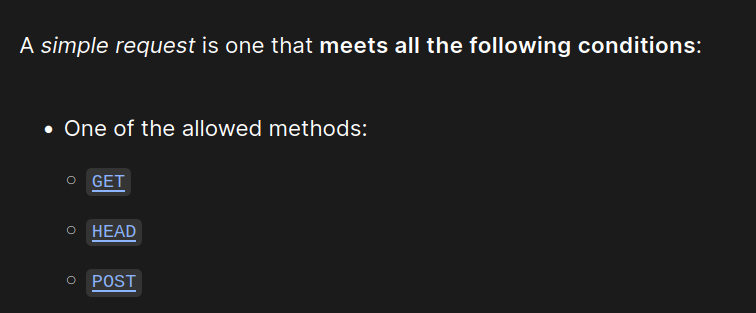 A simple request is one that meets all the following conditions:
One of the allowed methods:
GET
HEAD
POST